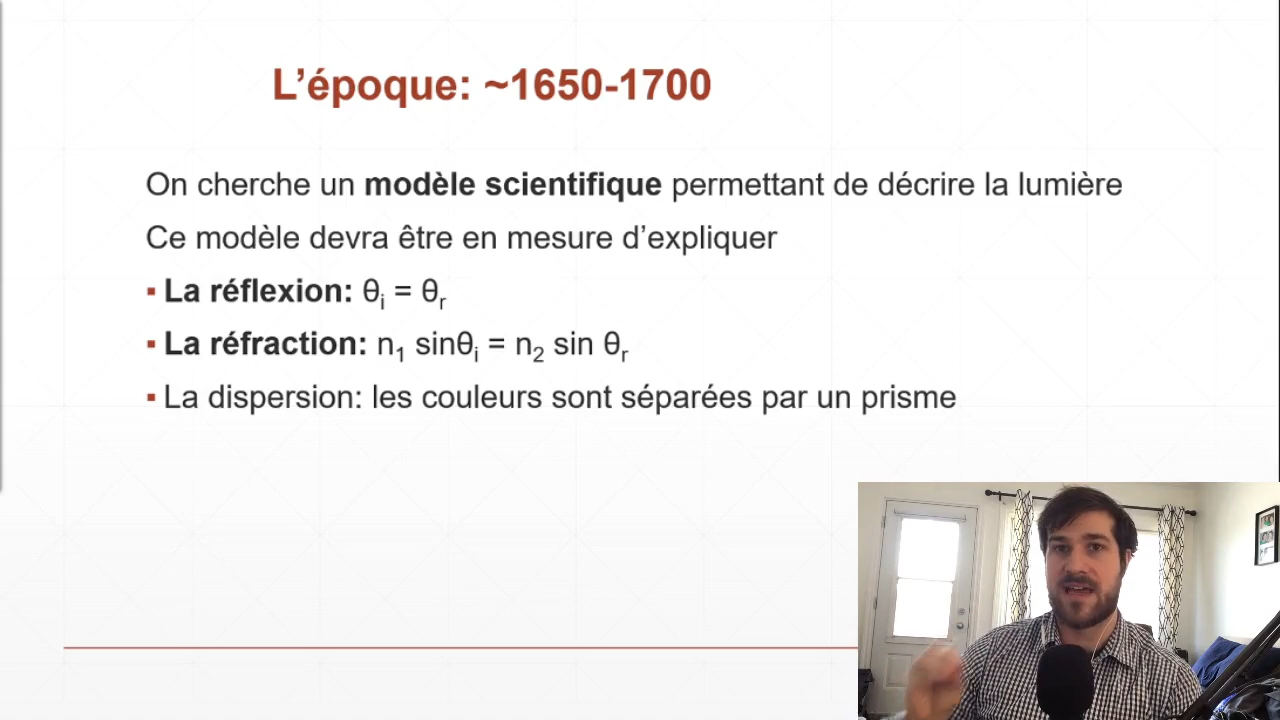 L’époque: ~1650-1700
On cherche un modèle scientifique permettant de décrire la lumière
Ce modèle devra être en mesure d’expliquer
▪ La réflexion: θᵢ = θᵣ
▪ La réfraction: n₁ sinθᵢ = n₂ sin θᵣ
▪ La dispersion: les couleurs sont séparées par un prisme